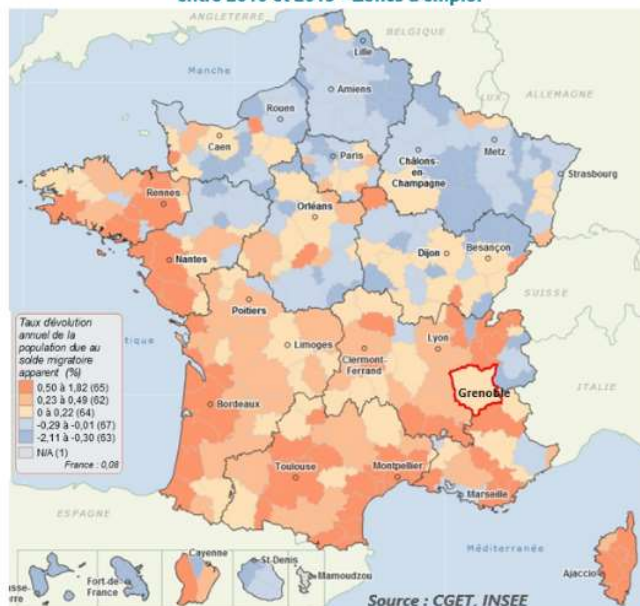 entre 2010 et 2015 - Zones d'emploi
ANGLETERRE
BELGIQUE
Lille
Manche
Amiens
LUX
ALLEMAGNE
Rouen
Caen
Paris
Châlons-
en-
Champagne
Metz
Strasbourg
Rennes
Orléans
Nantes
Dijon
Besançon
SUISSE
Poitiers
Taux dévolution
annuel de la
population due au
solde migratoire
apparent (%)
0,50 à 1,82 (65)
0,23 à 0,49 (62)
0 à 0,22 (64)
-0,29 à -0,01 (67)
-2,11 à -0,30 (63)
N/A (1)
France : 0,08
tique
Limoges
Clermont-
Ferrand
Lyon
Grenoble
ITALIE
Bordeaux
Toulouse
Montpellier
Marseille
ESPAGNE
Méditerranée
Ajaccio
asse-
erre
Fort-de
France
Cayenne
St-Denis
Mamoudzou
Source : CGET, INSEE